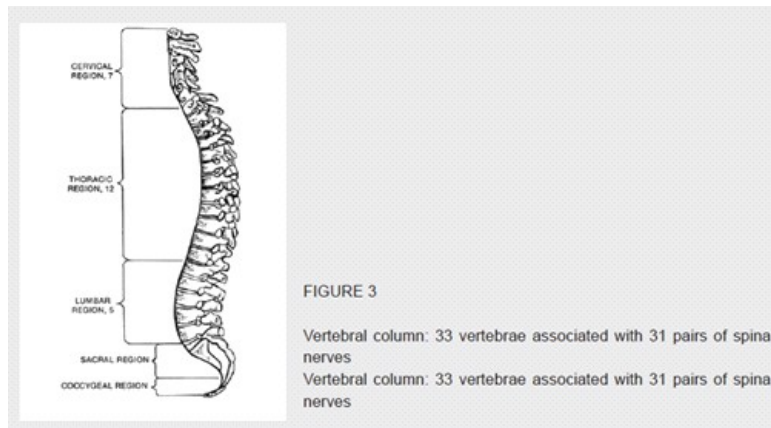 CERVICAL
REGION, 7
THORACIC
REGION, 12
LUMBAR
REGION, 5
SACRAL REGION
COCCYGEAL REGION
FIGURE 3
Vertebral column: 33 vertebrae associated with 31 pairs of spina
nerves
Vertebral column: 33 vertebrae associated with 31 pairs of spina
nerves